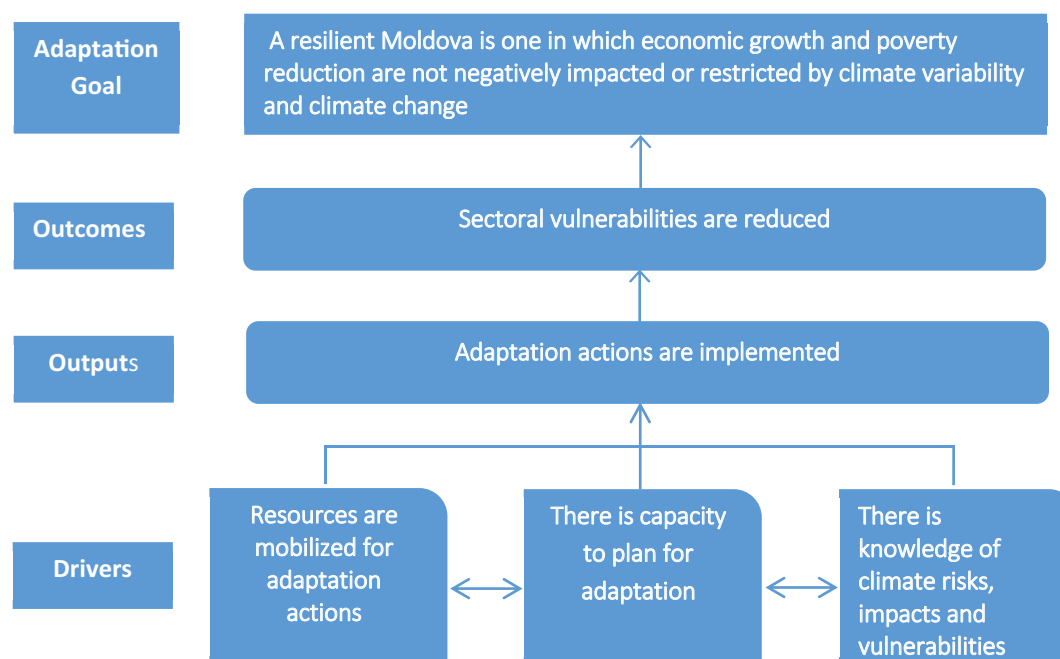 Adaptation
Goal
A resilient Moldova is one in which economic growth and poverty
reduction are not negatively impacted or restricted by climate variability
and climate change
Outcomes
Sectoral vulnerabilities are reduced
Outputs
Adaptation actions are implemented
Drivers
Resources are
mobilized for
adaptation
actions
There is capacity
to plan for
adaptation
There is
knowledge of
climate risks,
impacts and
vulnerabilities